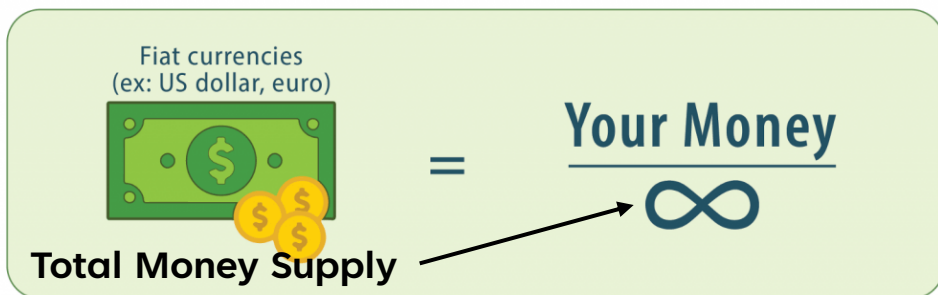 Fiat currencies
(ex: US dollar, euro)
$
$
$
$
=
Your Money
∞
Total Money Supply